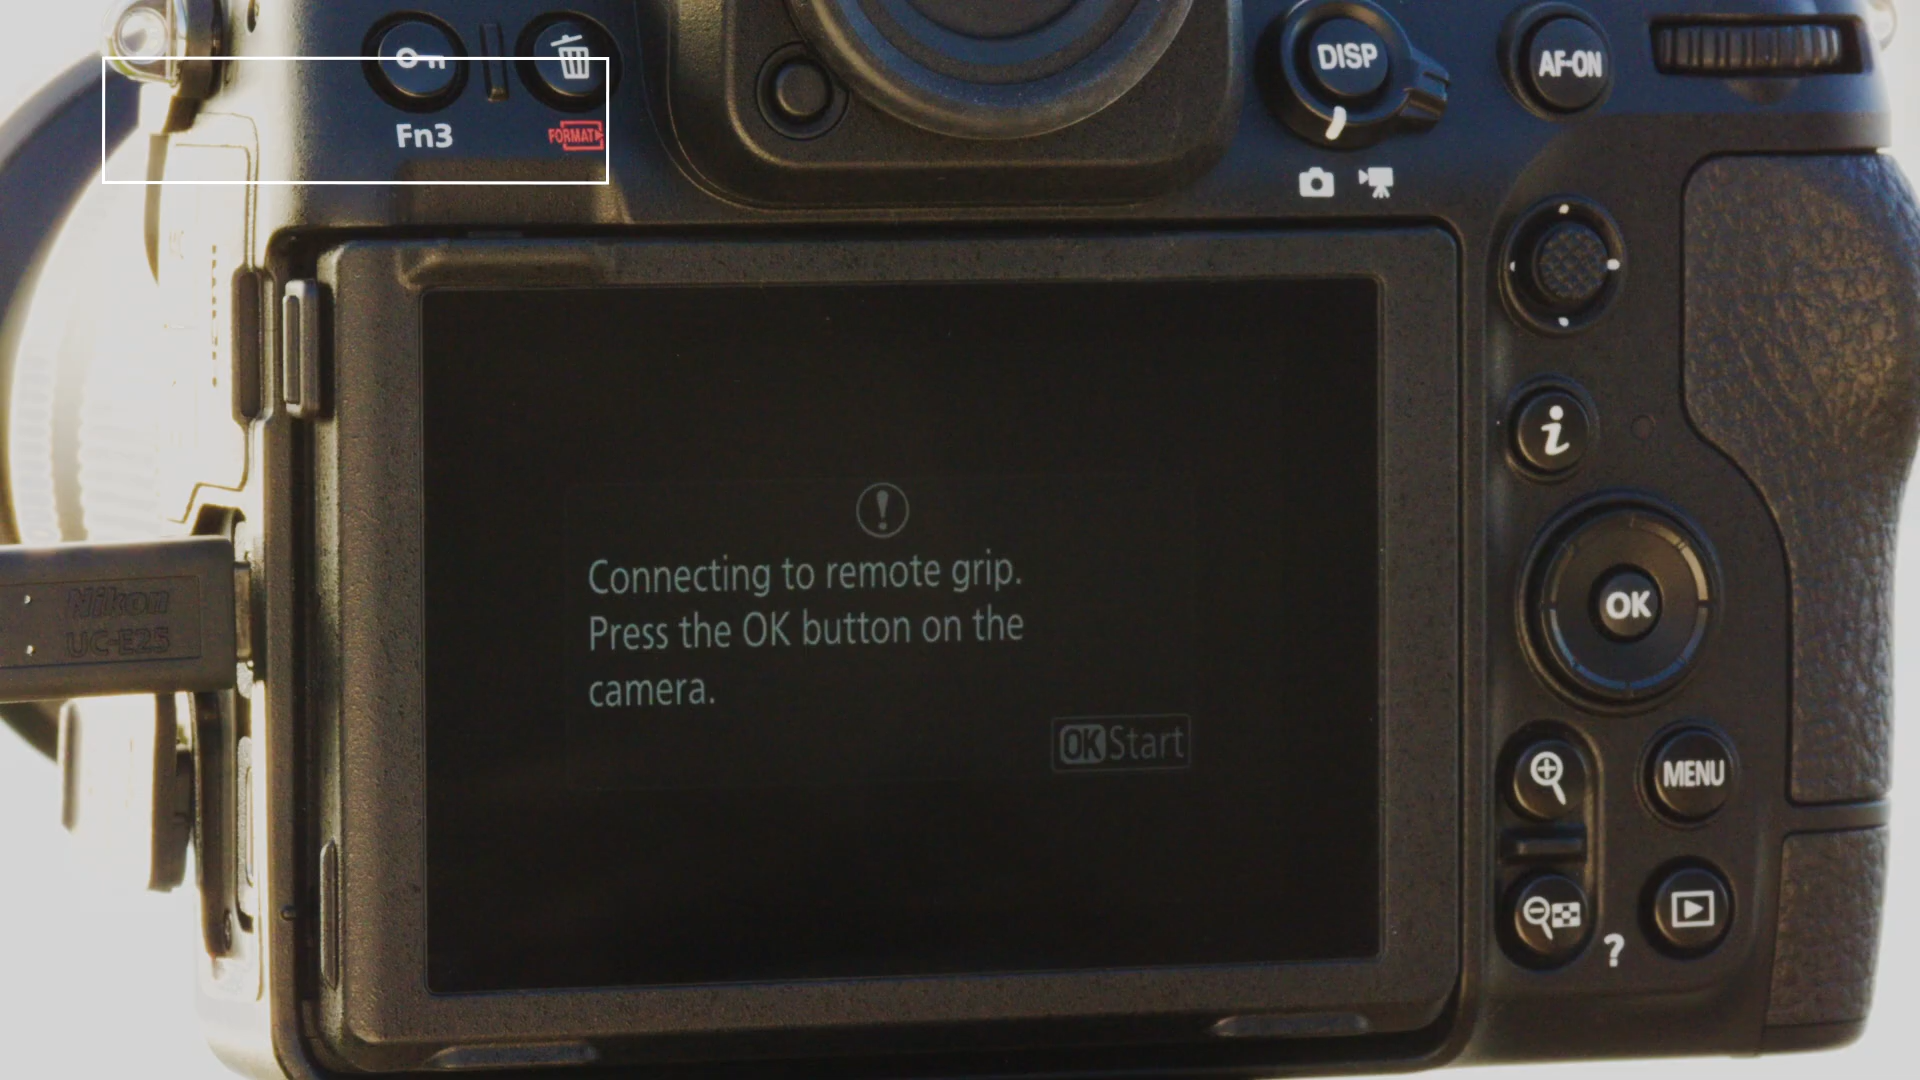 DISP
AF-ON
Fn3
FORMAT
i
Connecting to remote grip.
Press the OK button on the
camera.
OK Start
OK
Nikon
UC-E25
MENU
?